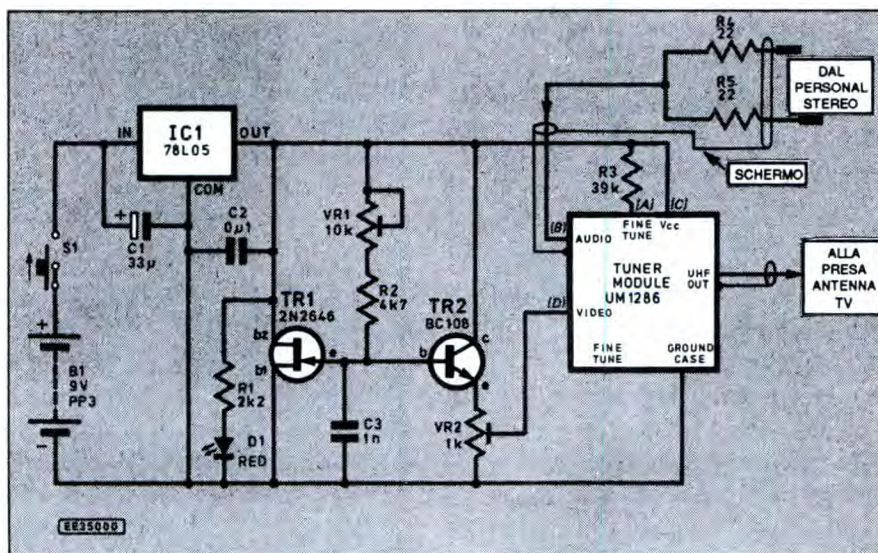 R4
22
R5
22
DAL
PERSONAL
STEREO
IN
IC1
78L05
OUT
COM
SCHERMO
R3
39k
[A]
[C]
(B)
FINE
TUNE
Vcc
AUDIO
TUNER
MODULE
UM1286
UHF
OUT
(D)
VIDEO
FINE
TUNE
GROUND
CASE
ALLA
PRESA
ANTENNA
TV
+
C1
33µ
C2
0µ1
VR1
10k
R2
4k7
S1
TR1
2N2646
b2
b1
e
TR2
BC108
b
c
e
+
B1
9V
PP3
-
R1
2k2
D1
RED
C3
1n
VR2
1k
EE3500G